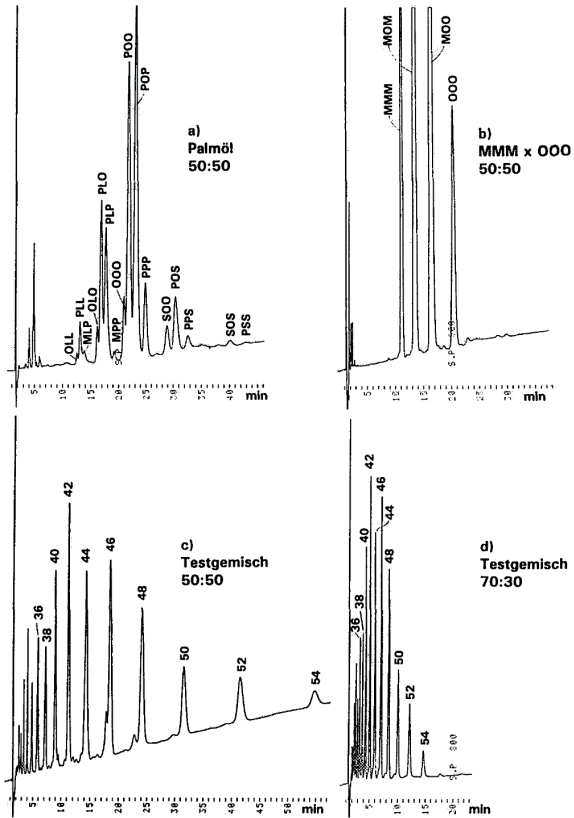 a)
Palmöl
50:50
OLL
PLL
MLP
OLO
PLO
PLP
MPP
OOO
POO
POP
PPP
SOO
POS
PPS
SOS
PSS
5
10
15
20
25
30
35
40
45
min
b)
MMM x OOO
50:50
MMM
MOM
MOO
OOO
5
10
15
20
25
30
min
c)
Testgemisch
50:50
36
38
40
42
44
46
48
50
52
54
5
10
15
20
25
30
35
40
45
50
55
min
d)
Testgemisch
70:30
36
38
40
42
44
46
48
50
52
54
5
10
15
20
min